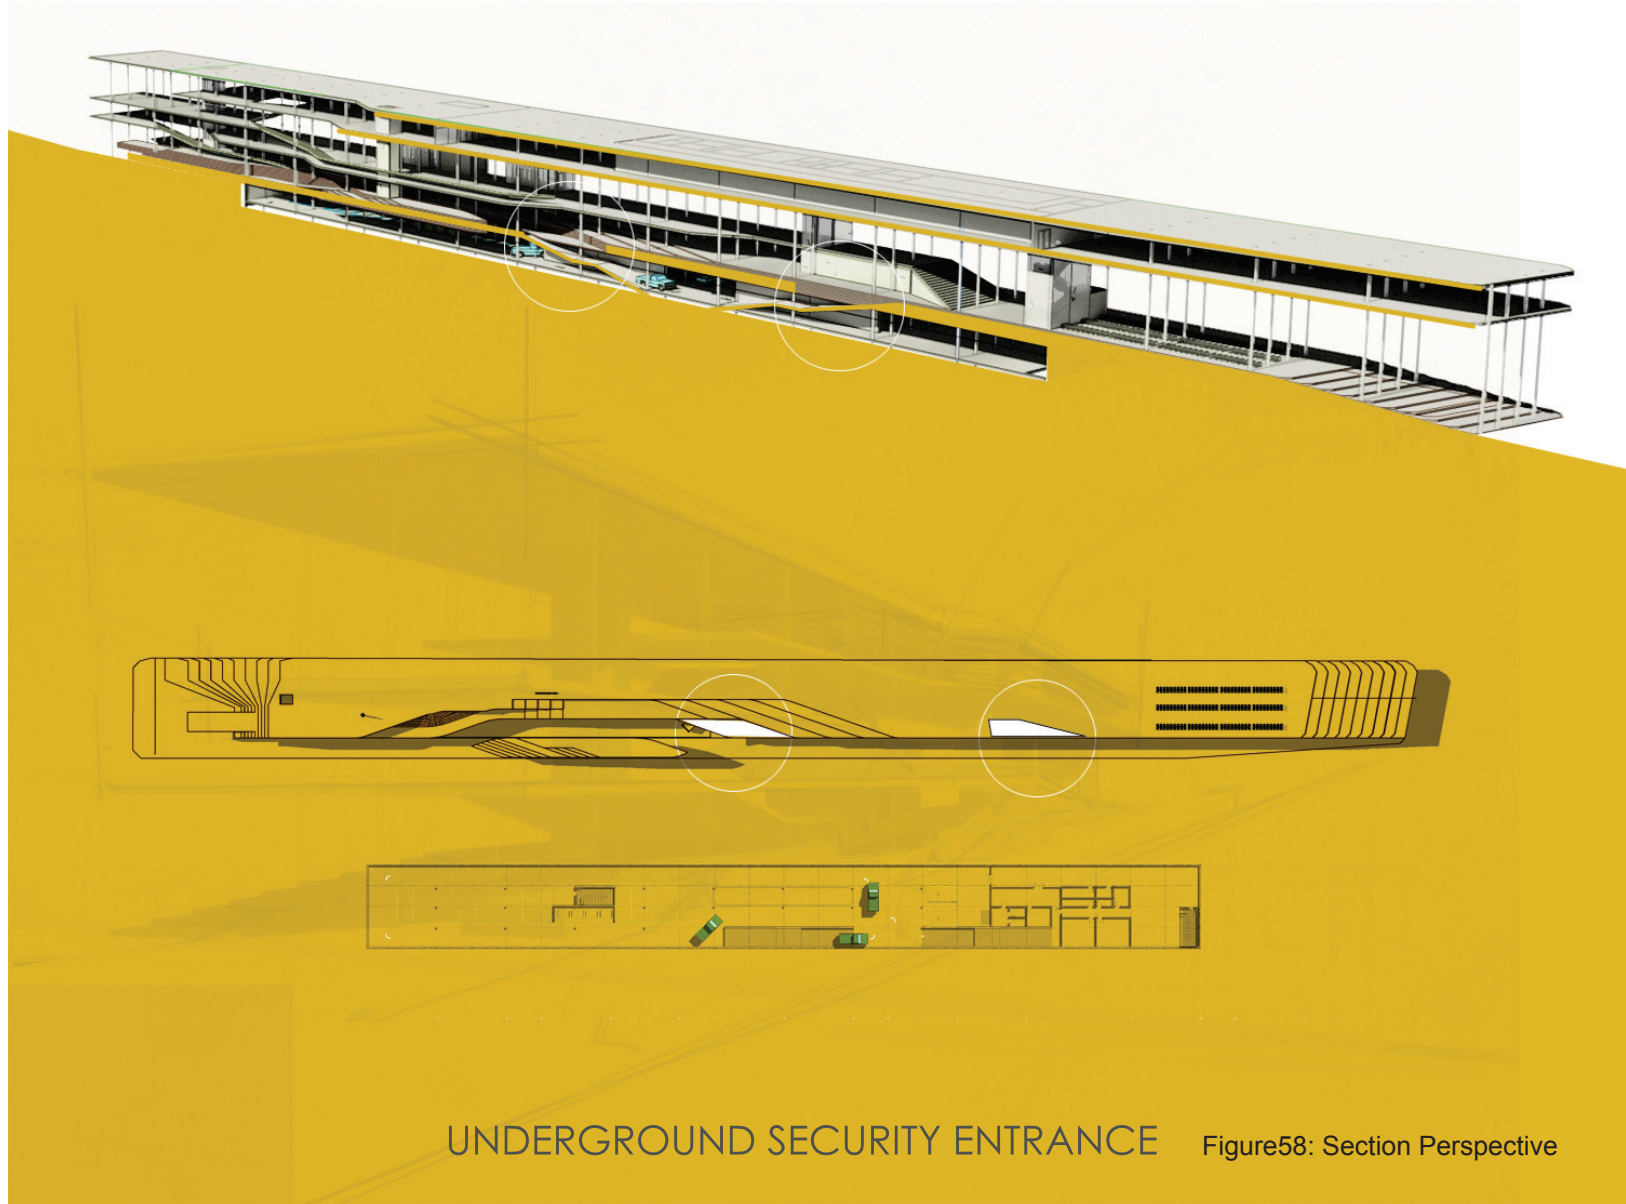 UNDERGROUND SECURITY ENTRANCE
Figure58: Section Perspective